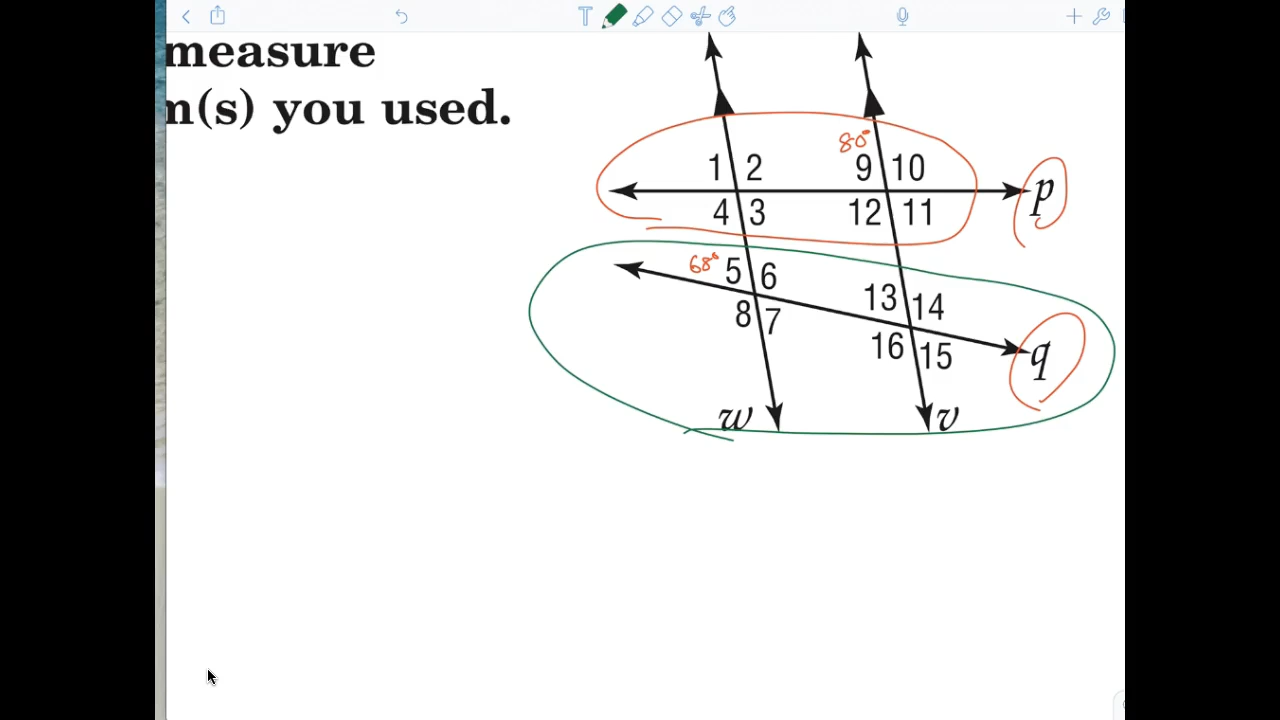 measure
m(s) you used.
80°
1 2 9 10 p
4 3 12 11
68° 5 6
8 7 13 14
16 15 q
w v